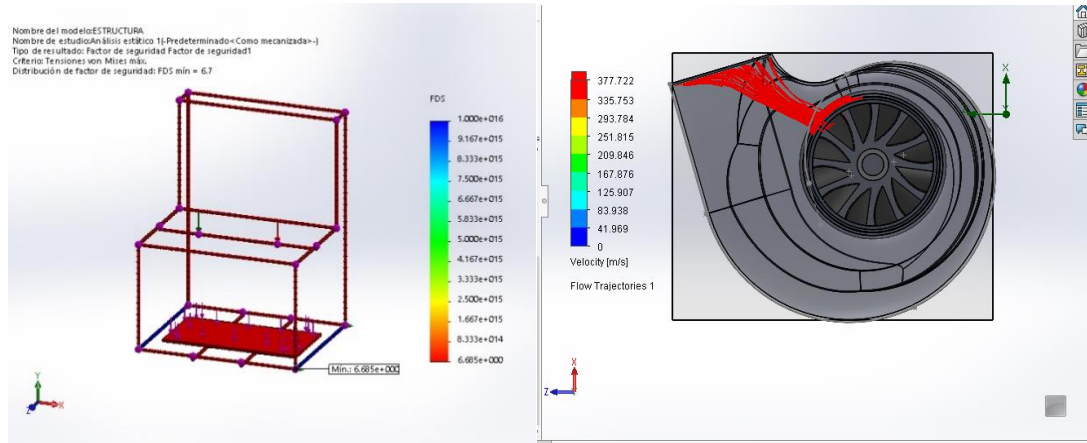 Nombre del modelo:ESTRUCTURA
Nombre de estudio:Análisis estático 1(-Predeterminado<Como mecanizada>-)
Tipo de resultado: Factor de seguridad Factor de seguridad1
Criterio: Tensiones von Mises máx.
Distribución de factor de seguridad: FDS mín = 6.7
FDS
1.000e+016
9.167e+015
8.333e+015
7.500e+015
6.667e+015
5.833e+015
5.000e+015
4.167e+015
3.333e+015
2.500e+015
1.667e+015
8.333e+014
6.685e+000
Mín.: 6.685e+000
Y
X
Z
377.722
335.753
293.784
251.815
209.846
167.876
125.907
83.938
41.969
0
Velocity [m/s]
Flow Trajectories 1
X
Y
X
Z